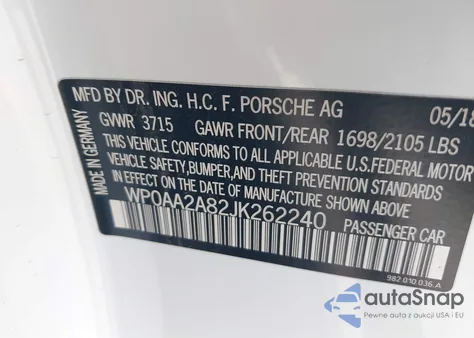 MFD BY DR. ING. H.C. F. PORSCHE AG 05/18
GVWR 3715 GAWR FRONT/REAR 1698/2105 LBS
THIS VEHICLE CONFORMS TO ALL APPLICABLE U.S. FEDERAL MOTOR
VEHICLE SAFETY, BUMPER, AND THEFT PREVENTION STANDARDS
IN EFFECT ON THE DATE OF MANUFACTURE SHOWN ABOVE
WP0AA2A82JK262240
PASSENGER CAR
MADE IN GERMANY
982.010.036.A
autoSnap
Pewne auta z aukcji USA i EU